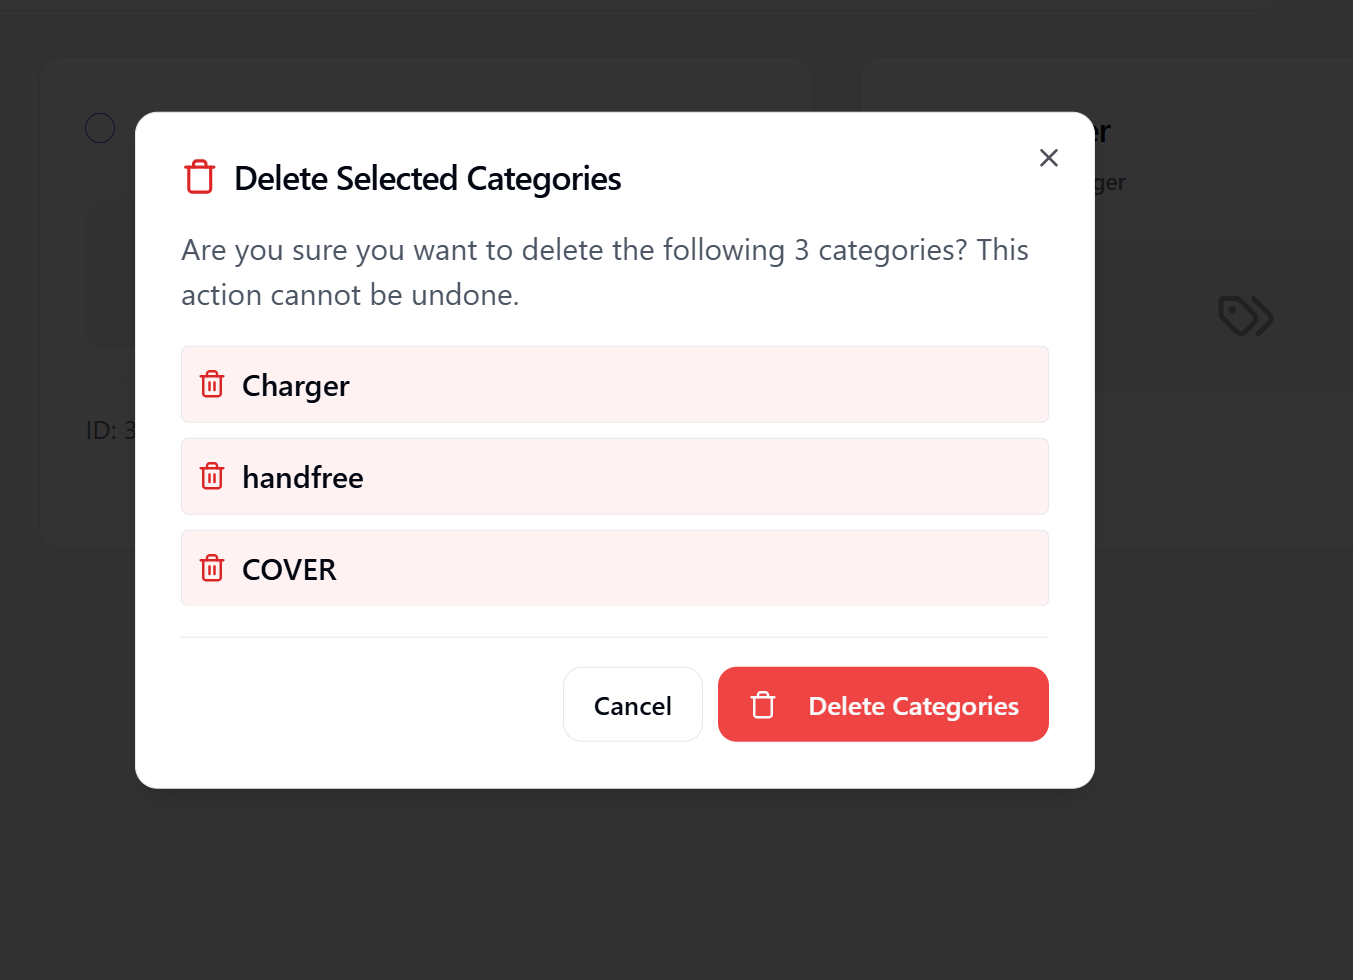 Delete Selected Categories
Are you sure you want to delete the following 3 categories? This
action cannot be undone.
Charger
handfree
COVER
ID: 3
Cancel
Delete Categories